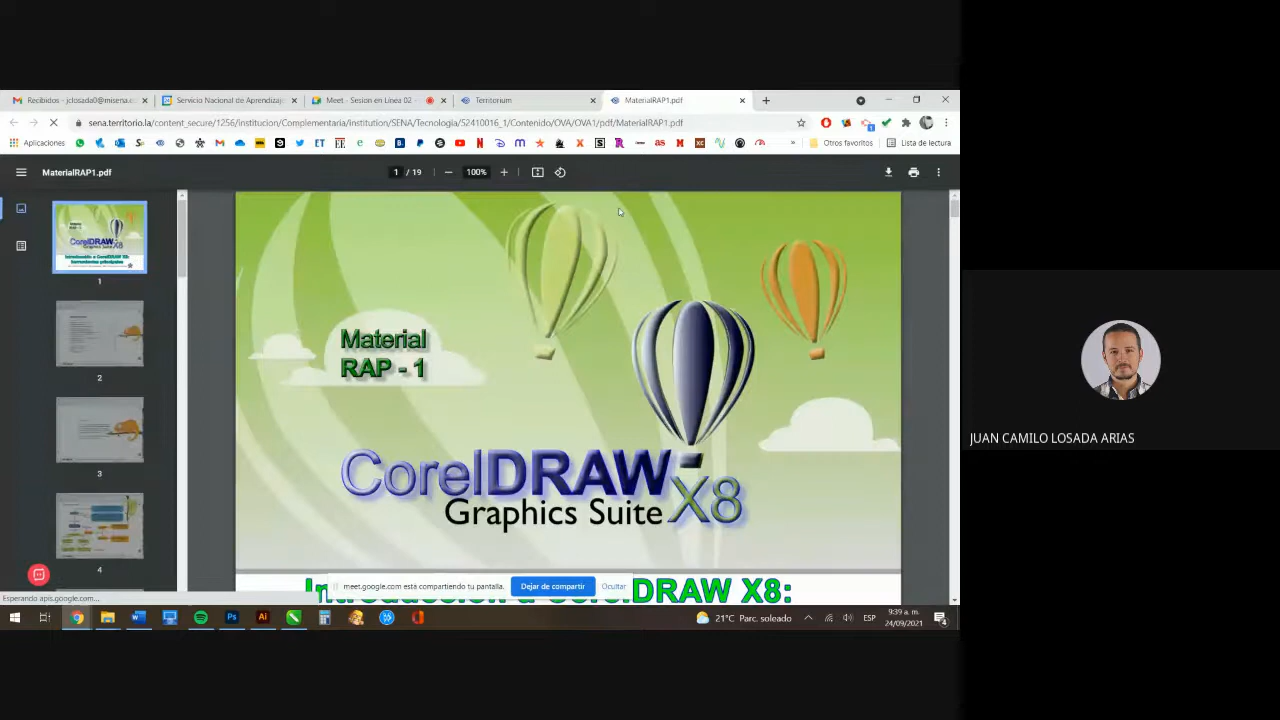 Recibidos - jclosada0@misena.e
Servicio Nacional de Aprendizaje
Meet - Sesion en Linea 02 -
Territorium
MaterialRAP1.pdf
sena.territorio.la/content_secure/1256/institucion/Complementaria/institution/SENA/Tecnologia/52410016_1/Contenido/OVA/OVA1/pdf/MaterialRAP1.pdf
Aplicaciones
Otros favoritos
Lista de lectura
MaterialRAP1.pdf
1 / 19
100%
Material
RAP - 1
CorelDRAW
X8
Graphics Suite
1
2
3
4
JUAN CAMILO LOSADA ARIAS
meet.google.com está compartiendo tu pantalla.
Dejar de compartir
Ocultar
DRAW X8:
Esperando apis.google.com...
21°C Parc. soleado
ESP
9:39 a. m.
24/09/2021